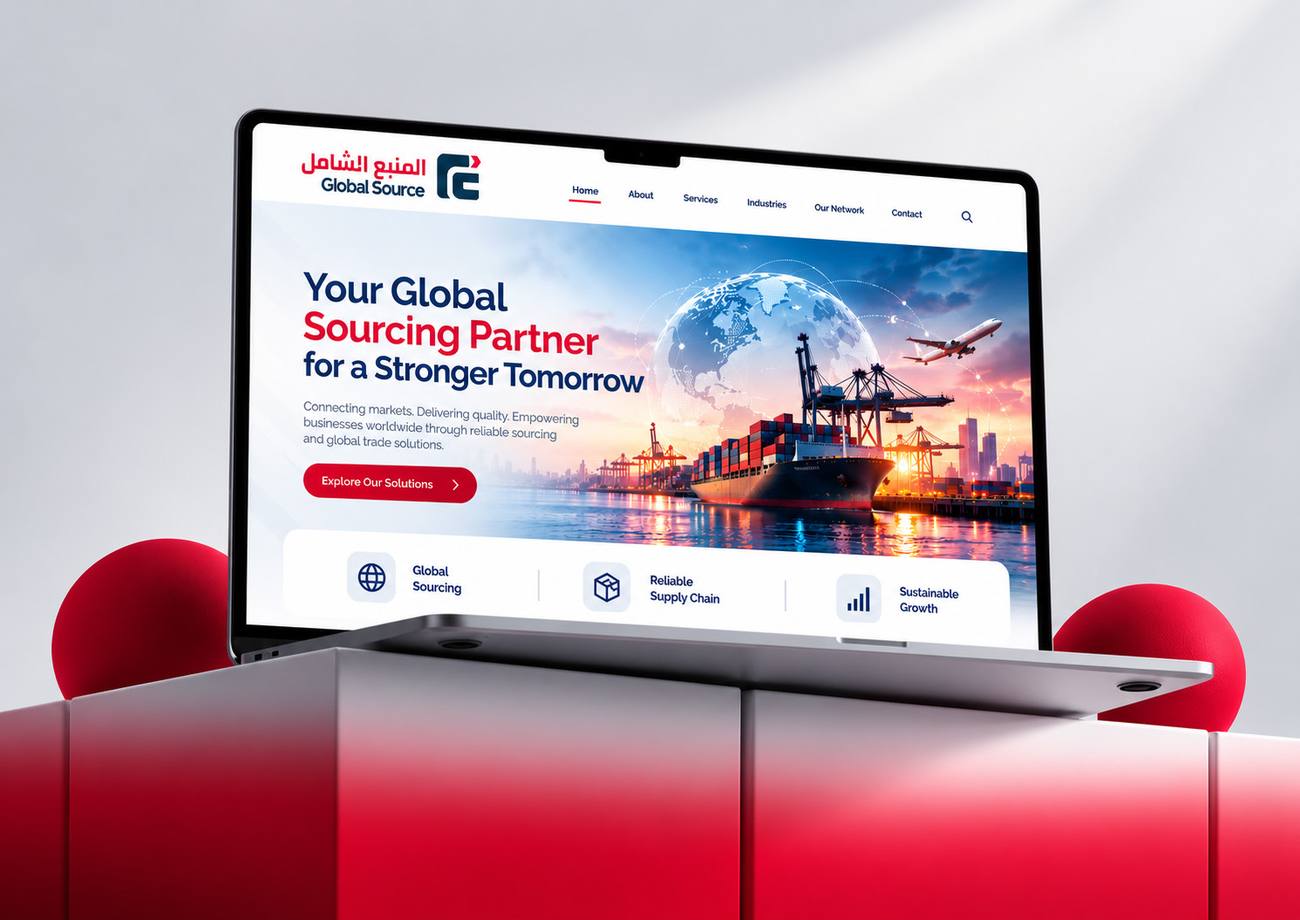 المنبع الشامل
Global Source
Home
About
Services
Industries
Our Network
Contact
Your Global
Sourcing Partner
for a Stronger Tomorrow
Connecting markets. Delivering quality. Empowering
businesses worldwide through reliable sourcing
and global trade solutions.
Explore Our Solutions
Global
Sourcing
Reliable
Supply Chain
Sustainable
Growth